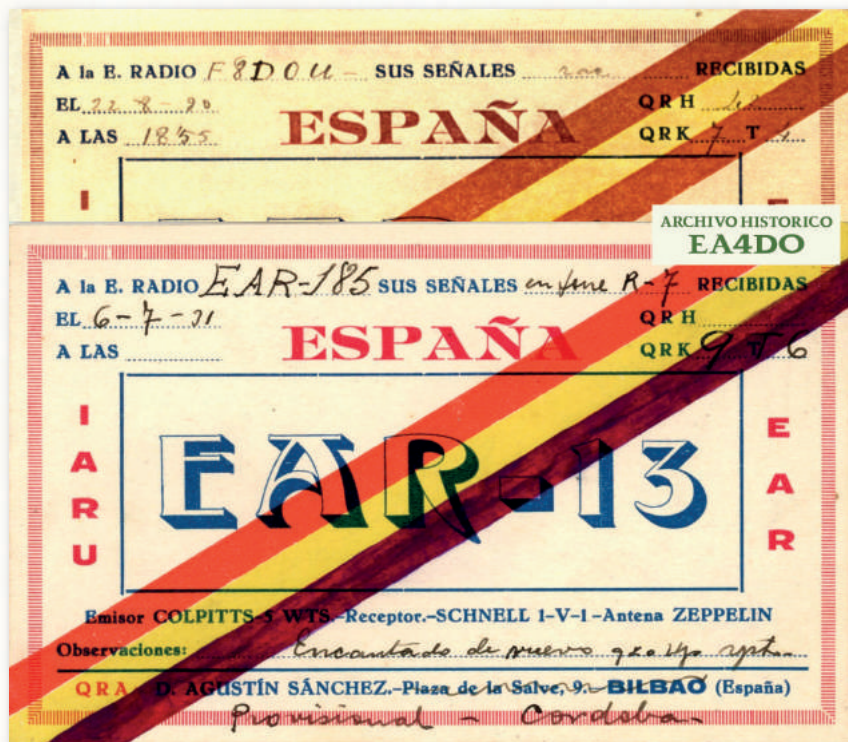 A la E. RADIO F8DOU - SUS SEÑALES RECIBIDAS
EL 22-8-30 QRH
A LAS 1855 ESPAÑA QRK 7 T
I
ARCHIVO HISTORICO
EA4DO
A la E. RADIO EAR-185 SUS SEÑALES en fone R-7 RECIBIDAS
EL 6-7-31 QRH
A LAS ESPAÑA QRK 9 T 6
IARU
EAR-13
EAR
Emisor COLPITTS-5 WTS.-Receptor.-SCHNELL 1-V-1-Antena ZEPPELIN
Observaciones: Encantado de nuevo
QRA D. AGUSTÍN SÁNCHEZ.-Plaza de la Salve, 9.-BILBAO (España)
Provisional - Cordoba-